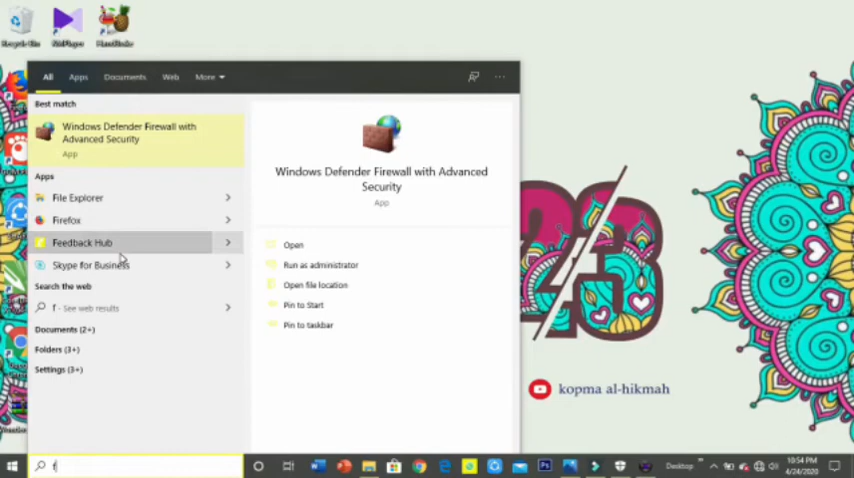 Recycle Bin
KMPlayer
HandBrake
All
Apps
Documents
Web
More
Best match
Windows Defender Firewall with
Advanced Security
App
Apps
File Explorer
Firefox
Feedback Hub
Skype for Business
Search the web
f - See web results
Documents (2+)
Folders (3+)
Settings (3+)
Windows Defender Firewall with Advanced
Security
App
Open
Run as administrator
Open file location
Pin to Start
Pin to taskbar
23
kopma al-hikmah
f
Desktop
10:54 PM
4/24/2020